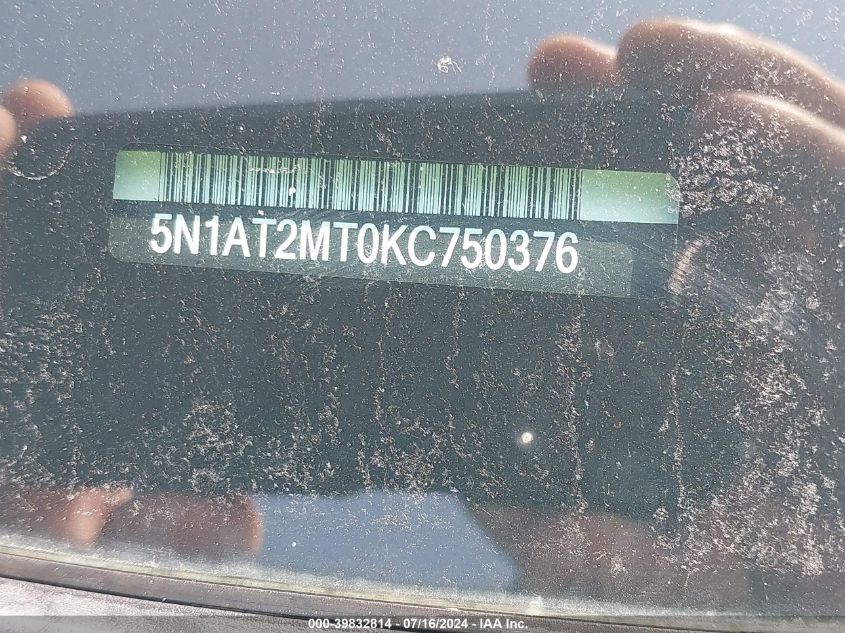 5N1AT2MT0KC750376
000-39832814 - 07/16/2024 - IAA Inc.